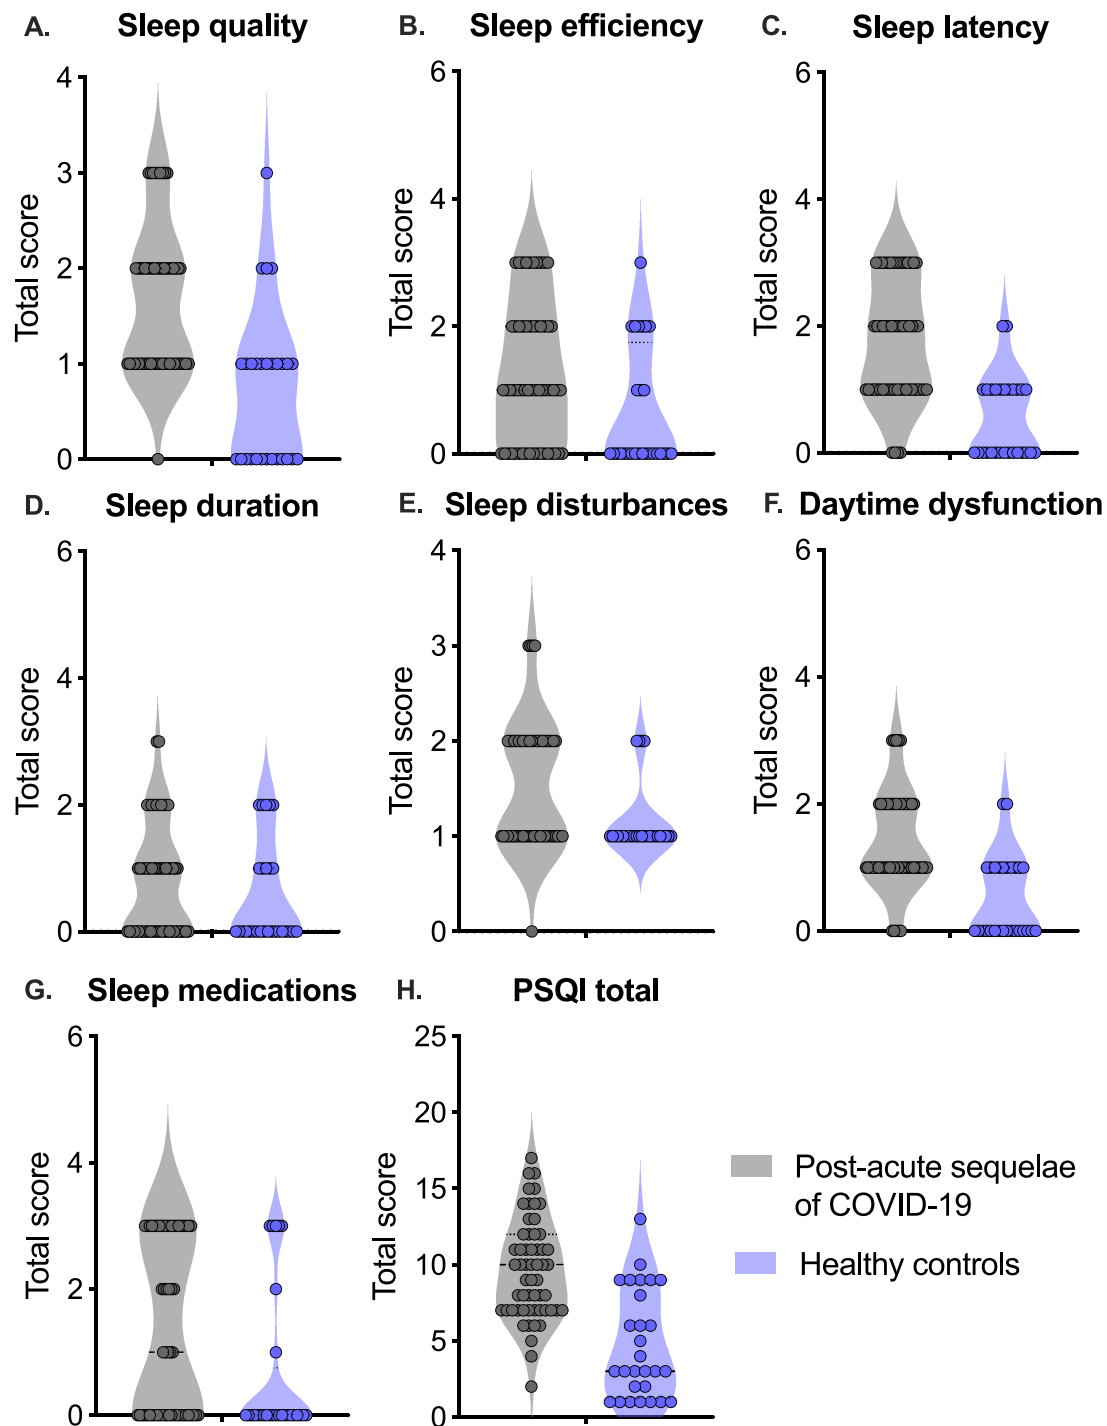 A. Sleep quality
B. Sleep efficiency
C. Sleep latency
Total score
4
3
2
1
0
Total score
6
4
2
0
Total score
6
4
2
0
D. Sleep duration
E. Sleep disturbances
F. Daytime dysfunction
Total score
6
4
2
0
Total score
4
3
2
1
0
Total score
6
4
2
0
G. Sleep medications
H. PSQI total
Total score
6
4
2
0
Total score
25
20
15
10
5
0
Post-acute sequelae
of COVID-19
Healthy controls